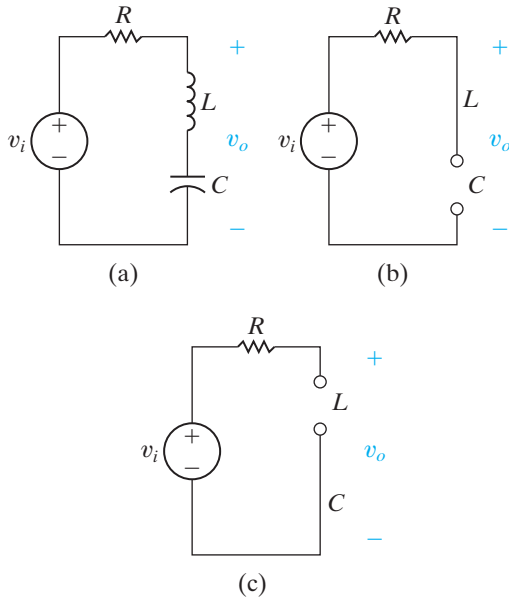 R
+
L
+
v_i
v_o
−
C
−
(a)
R
+
L
+
v_i
v_o
−
C
−
(b)
R
+
L
+
v_i
v_o
−
C
−
(c)